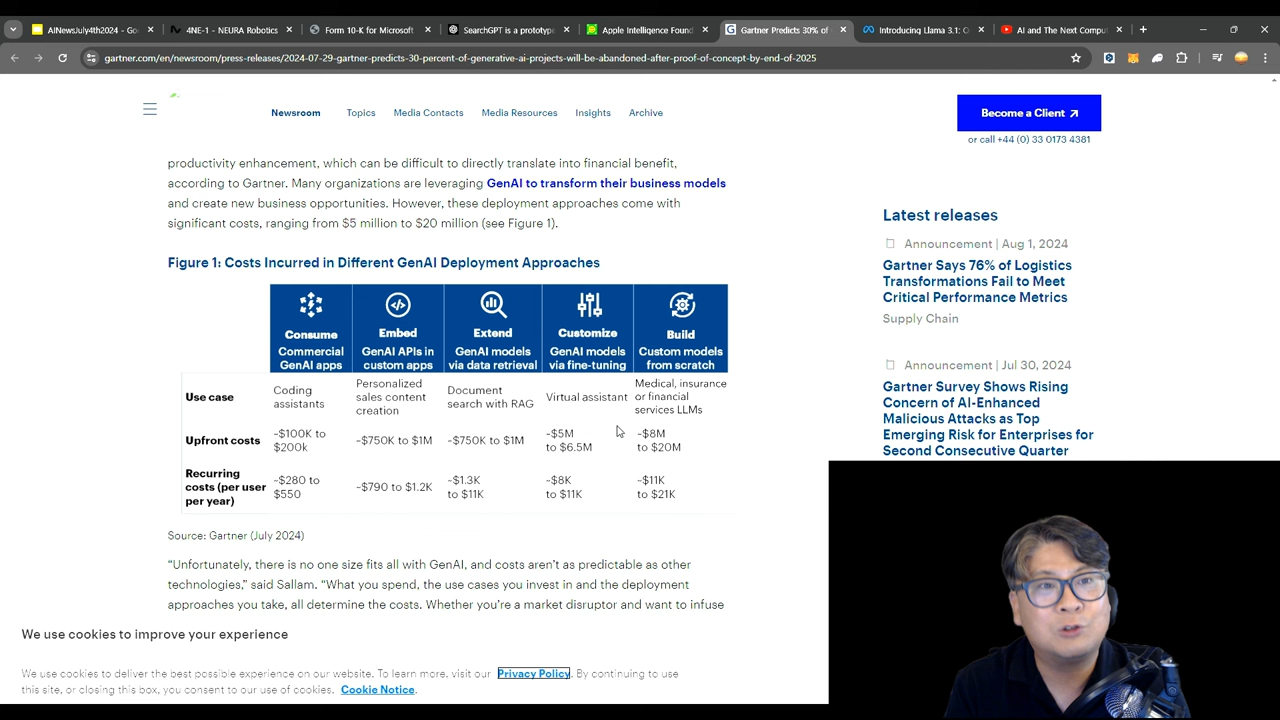 AINewsJuly4th2024 - Go
4NE-1 - NEURA Robotics
Form 10-K for Microsoft
SearchGPT is a prototype
Apple Intelligence Found
Gartner Predicts 30% of
Introducing Llama 3.1: O
AI and The Next Compu
gartner.com/en/newsroom/press-releases/2024-07-29-gartner-predicts-30-percent-of-generative-ai-projects-will-be-abandoned-after-proof-of-concept-by-end-of-2025
Newsroom
Topics
Media Contacts
Media Resources
Insights
Archive
Become a Client
or call +44 (0) 33 0173 4381
productivity enhancement, which can be difficult to directly translate into financial benefit,
according to Gartner. Many organizations are leveraging GenAI to transform their business models
and create new business opportunities. However, these deployment approaches come with
significant costs, ranging from $5 million to $20 million (see Figure 1).
Figure 1: Costs Incurred in Different GenAI Deployment Approaches
Consume
Commercial
GenAI apps
Embed
GenAI APIs in
custom apps
Extend
GenAI models
via data retrieval
Customize
GenAI models
via fine-tuning
Build
Custom models
from scratch
Use case
Coding
assistants
Personalized
sales content
creation
Document
search with RAG
Virtual assistant
Medical, insurance
or financial
services LLMs
Upfront costs
~$100K to
$200k
~$750K to $1M
~$750K to $1M
~$5M
to $6.5M
~$8M
to $20M
Recurring
costs (per user
per year)
~$280 to
$550
~$790 to $1.2K
~$1.3K
to $11K
~$8K
to $11K
~$11K
to $21K
Source: Gartner (July 2024)
“Unfortunately, there is no one size fits all with GenAI, and costs aren’t as predictable as other
technologies,” said Sallam. “What you spend, the use cases you invest in and the deployment
approaches you take, all determine the costs. Whether you’re a market disruptor and want to infuse
Latest releases
Announcement | Aug 1, 2024
Gartner Says 76% of Logistics
Transformations Fail to Meet
Critical Performance Metrics
Supply Chain
Announcement | Jul 30, 2024
Gartner Survey Shows Rising
Concern of AI-Enhanced
Malicious Attacks as Top
Emerging Risk for Enterprises for
Second Consecutive Quarter
We use cookies to improve your experience
We use cookies to deliver the best possible experience on our website. To learn more, visit our Privacy Policy. By continuing to use
this site, or closing this box, you consent to our use of cookies. Cookie Notice.